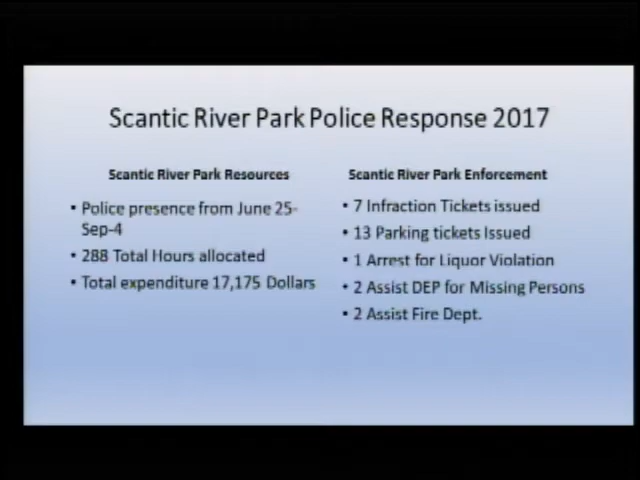 Scantic River Park Police Response 2017
Scantic River Park Resources
• Police presence from June 25-
Sep-4
• 288 Total Hours allocated
• Total expenditure 17,175 Dollars
Scantic River Park Enforcement
• 7 Infraction Tickets issued
• 13 Parking tickets Issued
• 1 Arrest for Liquor Violation
• 2 Assist DEP for Missing Persons
• 2 Assist Fire Dept.